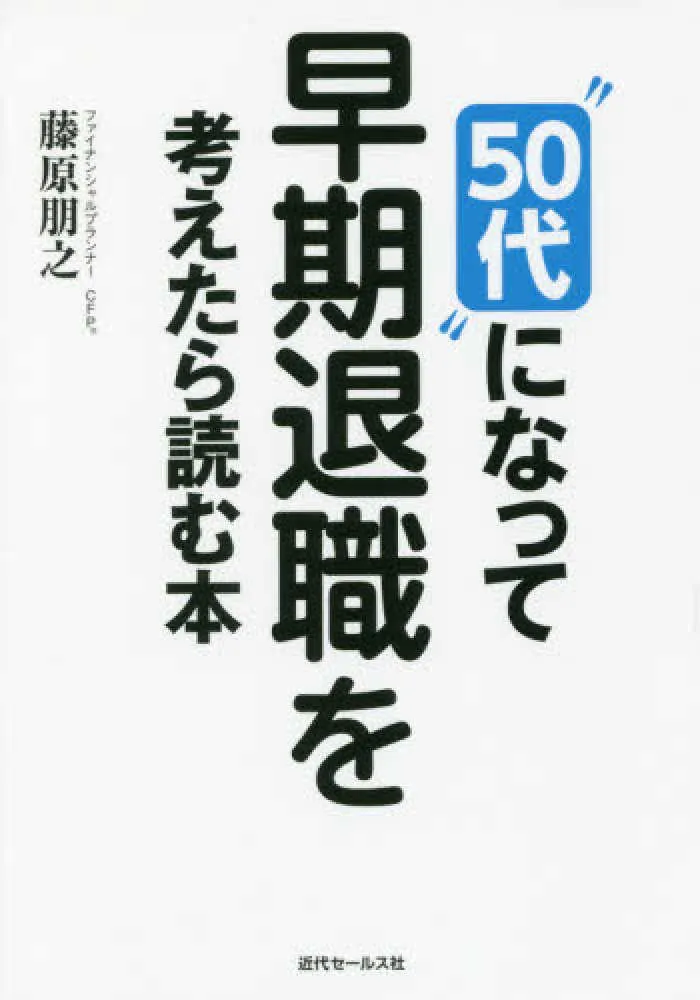 〝50代〟になって
早期退職を
考えたら読む本
ファイナンシャルプランナー CFP®
藤原朋之
近代セールス社